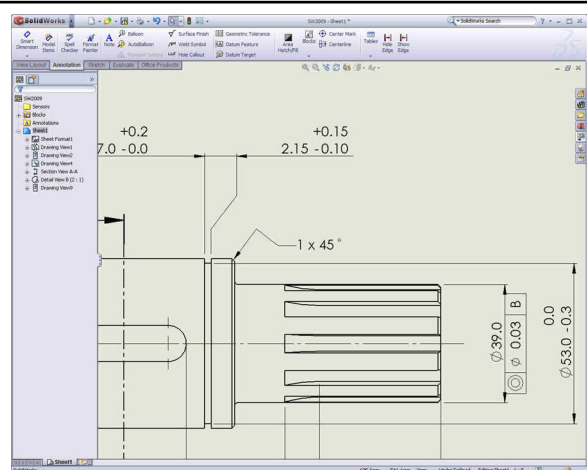 SolidWorks
SW2009 - Sheet1 *
SolidWorks Search
Smart Dimension
Model Items
Spell Checker
Format Painter
Note
Balloon
AutoBalloon
Surface Finish
Weld Symbol
Hole Callout
Geometric Tolerance
Datum Feature
Datum Target
Area Hatch/Fill
Blocks
Center Mark
Centerline
Tables
Hide Edge
Show Edge
View Layout
Annotation
Sketch
Evaluate
Office Products
SW2009
Sensors
Blocks
Annotations
Sheet1
Sheet Format1
Drawing View1
Drawing View2
Drawing View4
Section View A-A
Detail View B (2 : 1)
Drawing View9
+0.2
7.0 -0.0
+0.15
2.15 -0.10
1 x 45°
⌀39.0
◎ ⌀ 0.03 B
0.0
⌀53.0 -0.3
Sheet1
SolidWorks